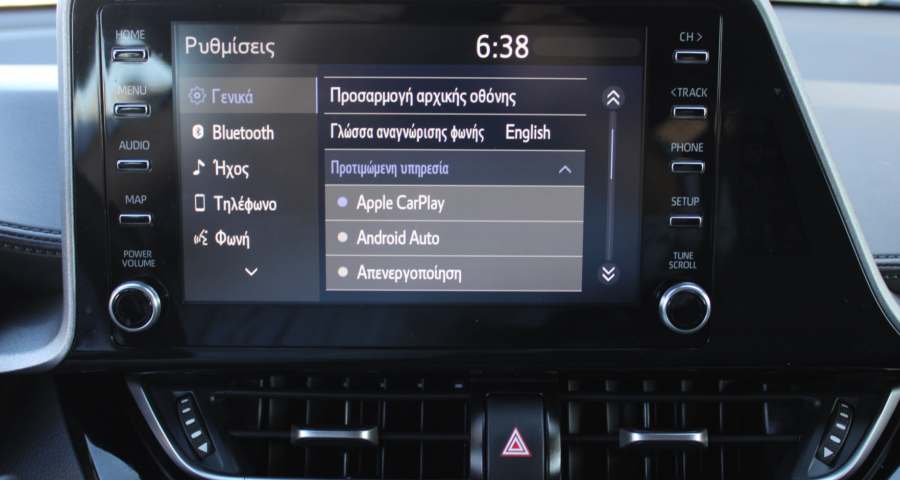 HOME
MENU
AUDIO
MAP
POWER
VOLUME
Ρυθμίσεις 6:38
Γενικά
Bluetooth
Ήχος
Τηλέφωνο
Φωνή
Προσαρμογή αρχικής οθόνης
Γλώσσα αναγνώρισης φωνής English
Προτιμώμενη υπηρεσία
Apple CarPlay
Android Auto
Απενεργοποίηση
CH >
< TRACK
PHONE
SETUP
TUNE
SCROLL